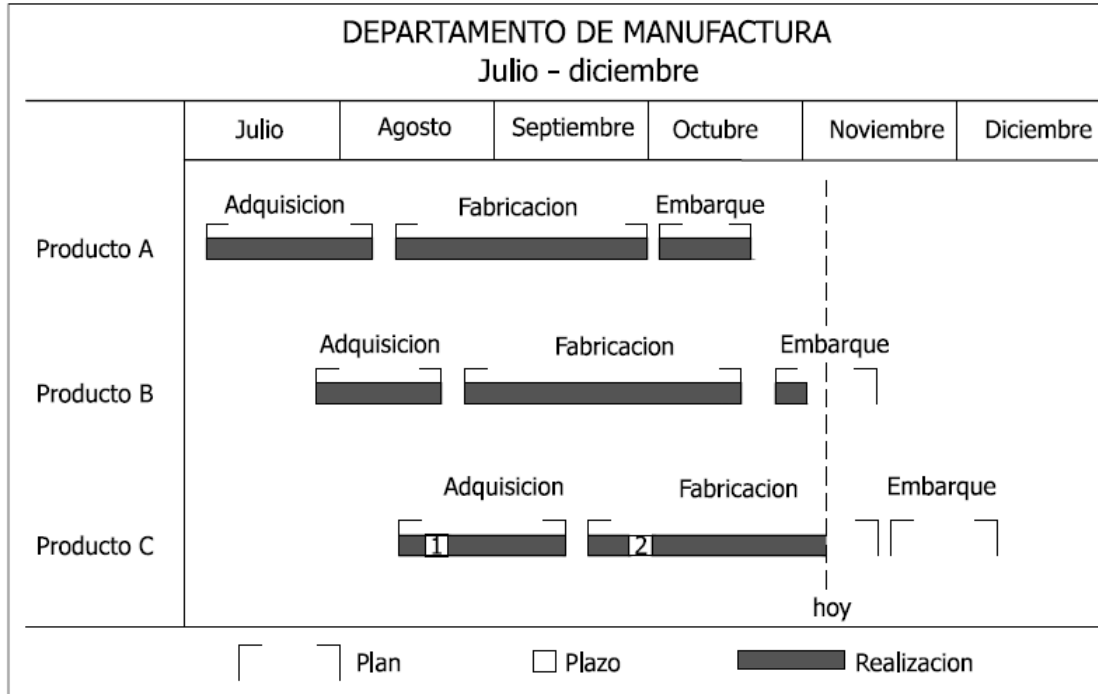 DEPARTAMENTO DE MANUFACTURA
Julio - diciembre
Julio Agosto Septiembre Octubre Noviembre Diciembre
Adquisicion Fabricacion Embarque
Producto A
Adquisicion Fabricacion Embarque
Producto B
Adquisicion Fabricacion Embarque
Producto C 1 2
hoy
Plan Plazo Realizacion